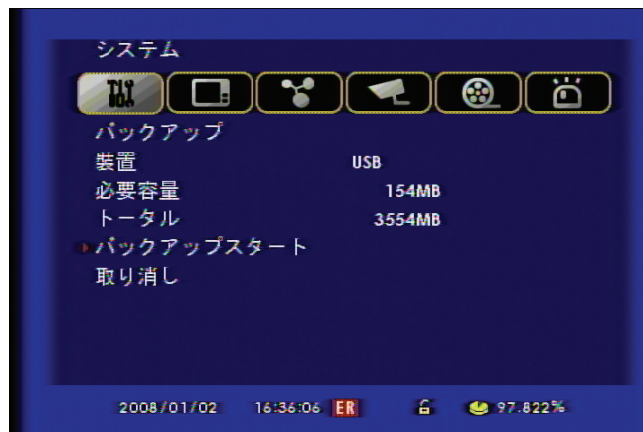 システム
バックアップ
装置 USB
必要容量 154MB
トータル 3554MB
バックアップスタート
取り消し
2008/01/02 16:36:06 ER 97.822%